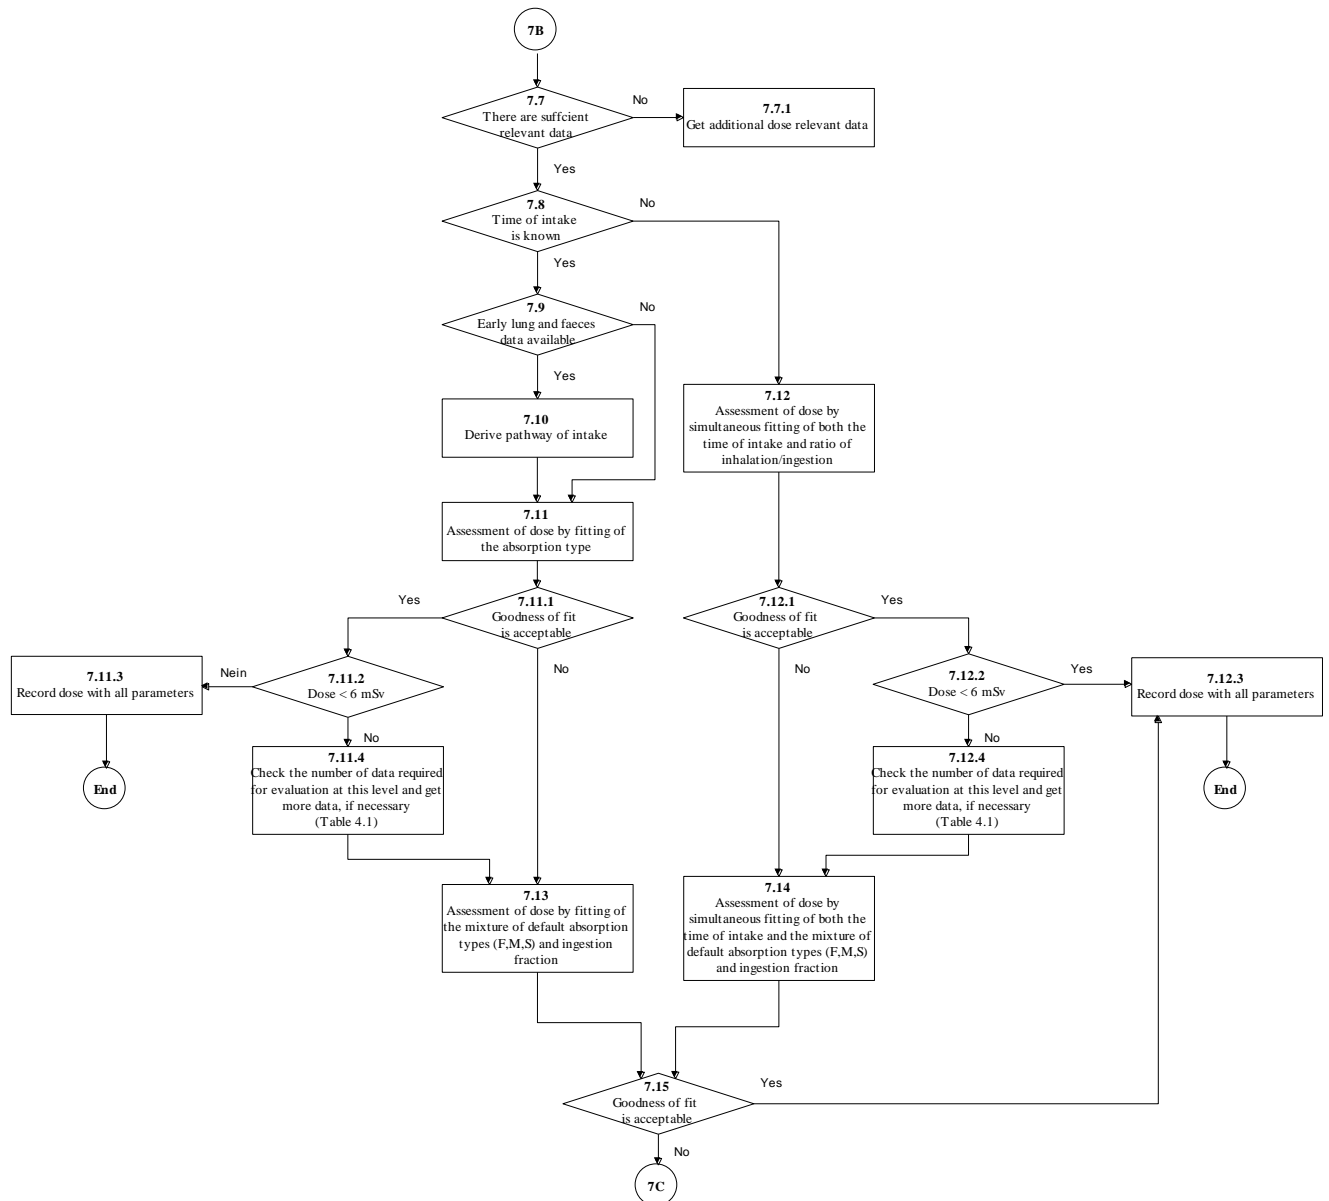 7B
7.7
There are suffcient
relevant data
No
7.7.1
Get additional dose relevant data
Yes
7.8
Time of intake
is known
No
Yes
7.9
Early lung and faeces
data available
No
Yes
7.10
Derive pathway of intake
7.12
Assessment of dose by
simultaneous fitting of both the
time of intake and ratio of
inhalation/ingestion
7.11
Assessment of dose by fitting of
the absorption type
7.11.1
Goodness of fit
is acceptable
Yes
No
7.12.1
Goodness of fit
is acceptable
Yes
No
7.11.3
Record dose with all parameters
Nein
7.11.2
Dose < 6 mSv
No
7.12.2
Dose < 6 mSv
Yes
No
7.12.3
Record dose with all parameters
End
7.11.4
Check the number of data required
for evaluation at this level and get
more data, if necessary
(Table 4.1)
7.12.4
Check the number of data required
for evaluation at this level and get
more data, if necessary
(Table 4.1)
End
7.13
Assessment of dose by fitting of
the mixture of default absorption
types (F,M,S) and ingestion
fraction
7.14
Assessment of dose by
simultaneous fitting of both the
time of intake and the mixture of
default absorption types (F,M,S)
and ingestion fraction
7.15
Goodness of fit
is acceptable
Yes
No
7C